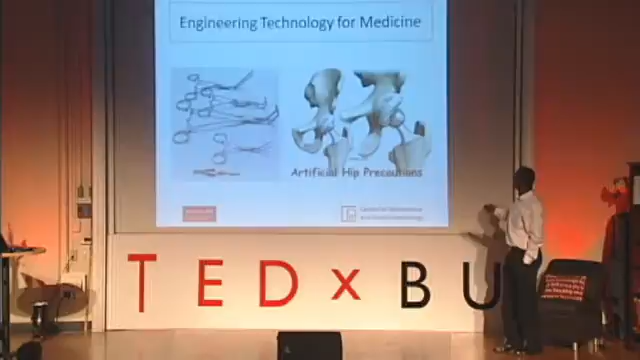 Engineering Technology for Medicine
Artificial Hip Precautions
TEDxBU